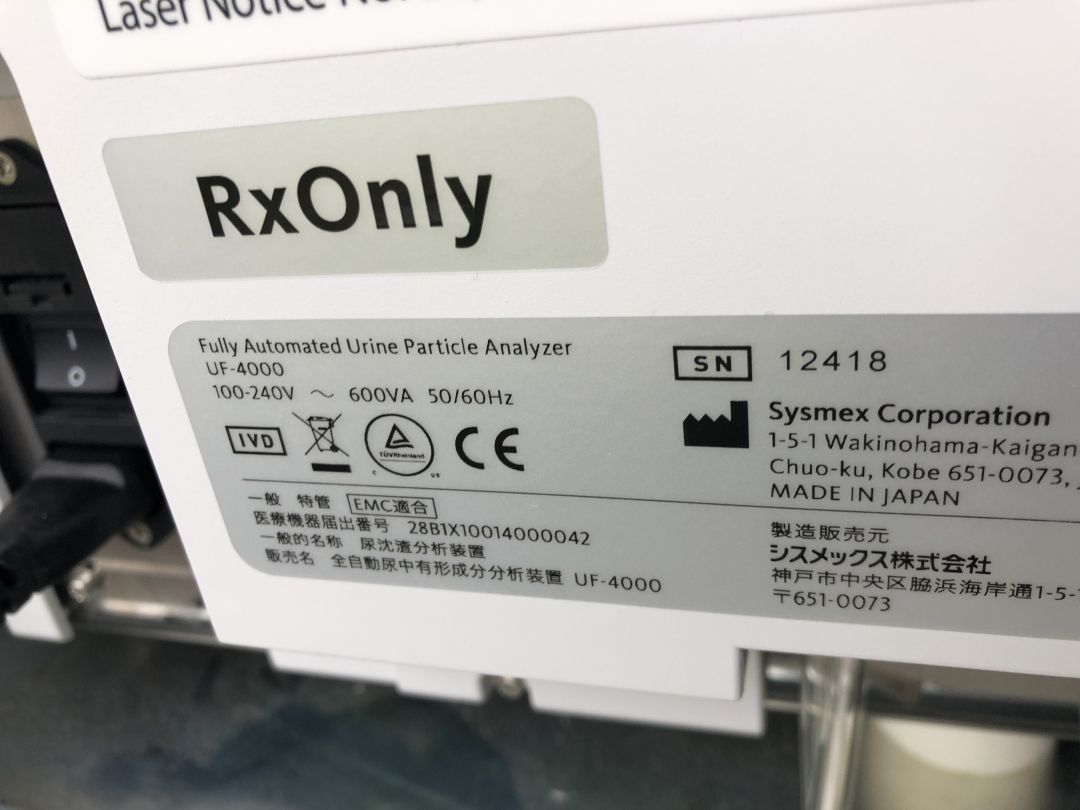 Laser Notice
RxOnly
Fully Automated Urine Particle Analyzer
UF-4000
100-240V ～ 600VA 50/60Hz
IVD
TÜVRheinland
C US
CE
SN 12418
Sysmex Corporation
1-5-1 Wakinohama-Kaigan
Chuo-ku, Kobe 651-0073,
MADE IN JAPAN
一般 特管 EMC適合
医療機器届出番号 28B1X10014000042
一般的名称 尿沈渣分析装置
販売名 全自動尿中有形成分分析装置 UF-4000
製造販売元
シスメックス株式会社
神戸市中央区脇浜海岸通1-5-
〒651-0073